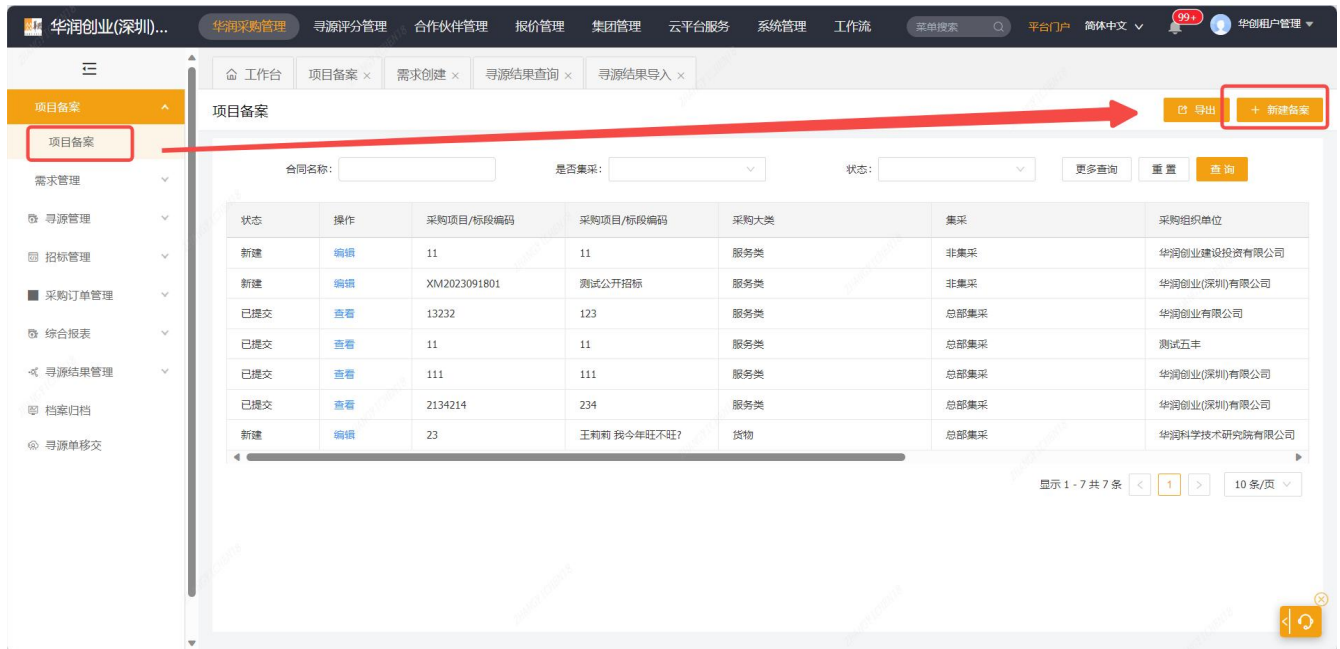 华润创业(深圳)...
华润采购管理 寻源评分管理 合作伙伴管理 报价管理 集团管理 云平台服务 系统管理 工作流 菜单搜索 平台门户 简体中文 99+ 华创租户管理
工作台 项目备案 × 需求创建 × 寻源结果查询 × 寻源结果导入 ×
项目备案
项目备案
需求管理
寻源管理
招标管理
采购订单管理
综合报表
寻源结果管理
档案归档
寻源单移交
项目备案 导出 + 新建备案
合同名称: 是否集采: 状态: 更多查询 重置 查询
状态 操作 采购项目/标段编码 采购项目/标段编码 采购大类 集采 采购组织单位
新建 编辑 11 11 服务类 非集采 华润创业建设投资有限公司
新建 编辑 XM2023091801 测试公开招标 服务类 非集采 华润创业(深圳)有限公司
已提交 查看 13232 123 服务类 总部集采 华润创业有限公司
已提交 查看 11 11 服务类 总部集采 测试五丰
已提交 查看 111 111 服务类 总部集采 华润创业(深圳)有限公司
已提交 查看 2134214 234 服务类 总部集采 华润创业(深圳)有限公司
新建 编辑 23 王莉莉 我今年旺不旺? 货物 总部集采 华润科学技术研究院有限公司
显示 1 - 7 共 7 条 < 1 > 10 条/页